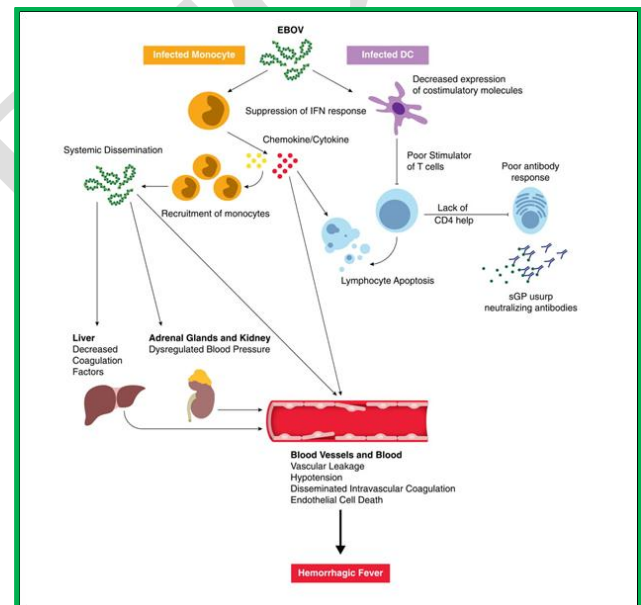 EBOV
Infected Monocyte
Infected DC
Decreased expression
of costimulatory molecules
Suppression of IFN response
Chemokine/Cytokine
Systemic Dissemination
Poor Stimulator
of T cells
Poor antibody
response
Lack of
CD4 help
Recruitment of monocytes
Lymphocyte Apoptosis
sGP usurp
neutralizing antibodies
Liver
Decreased
Coagulation
Factors
Adrenal Glands and Kidney
Dysregulated Blood Pressure
Blood Vessels and Blood
Vascular Leakage
Hypotension
Disseminated Intravascular Coagulation
Endothelial Cell Death
Hemorrhagic Fever